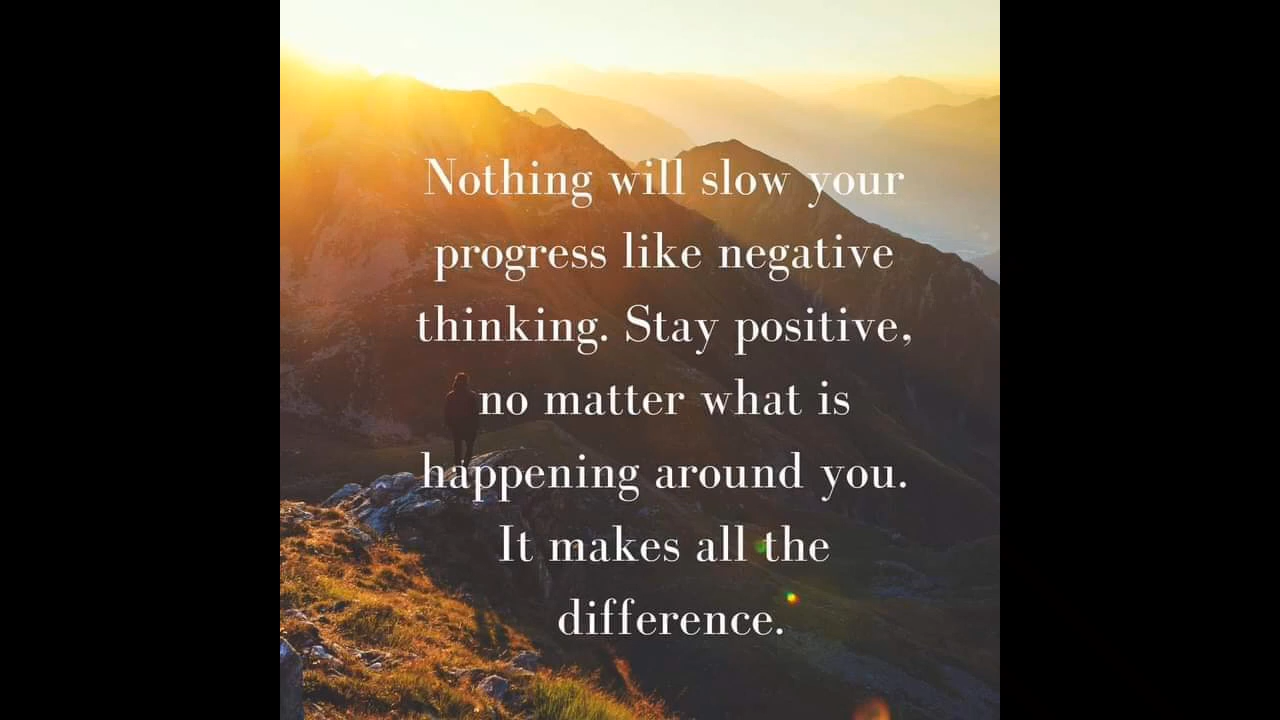 Nothing will slow your
progress like negative
thinking. Stay positive,
no matter what is
happening around you.
It makes all the
difference.